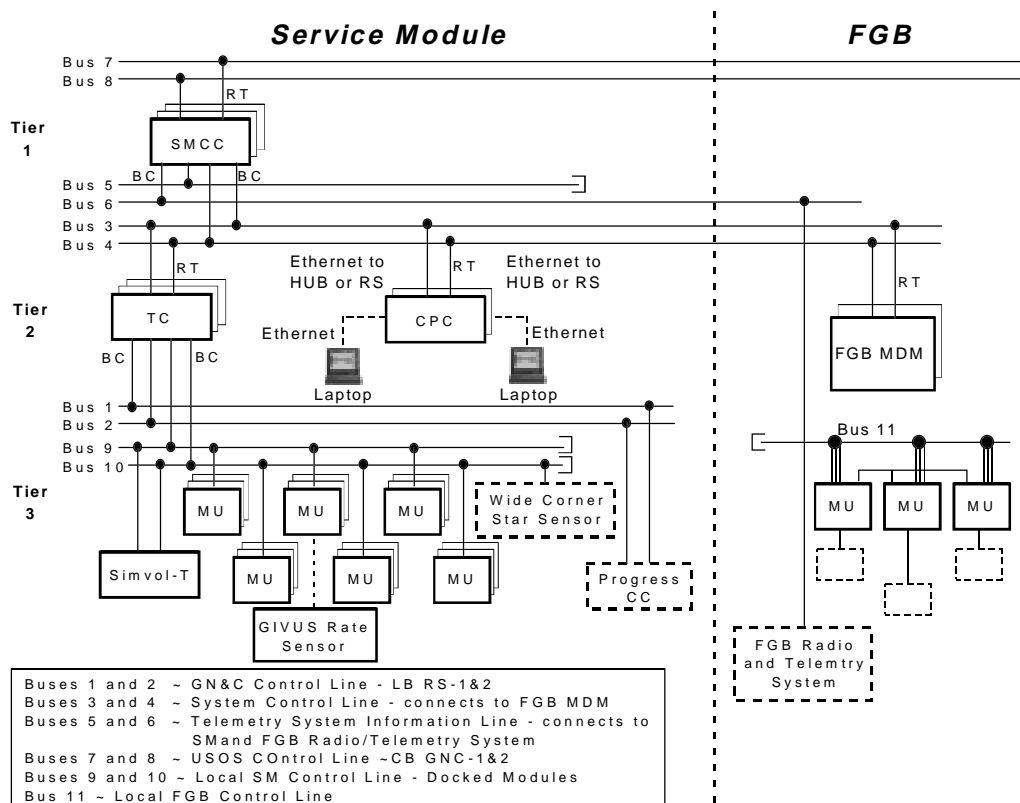 Service Module
FGB
Bus 7
Bus 8
RT
Tier
1
SMCC
BC
BC
Bus 5
Bus 6
Bus 3
Bus 4
RT
Ethernet to
HUB or RS
RT
Ethernet to
HUB or RS
RT
Tier
2
TC
CPC
FGB MDM
BC
BC
Ethernet
Ethernet
Laptop
Laptop
Bus 1
Bus 2
Bus 9
Bus 10
Bus 11
Tier
3
MU
MU
MU
Wide Corner
Star Sensor
MU
MU
MU
Simvol-T
MU
MU
MU
Progress
CC
GIVUS Rate
Sensor
FGB Radio
and Telemtry
System
Buses 1 and 2 ~ GN&C Control Line - LB RS-1&2
Buses 3 and 4 ~ System Control Line - connects to FGB MDM
Buses 5 and 6 ~ Telemetry System Information Line - connects to
SMand FGB Radio/Telemetry System
Buses 7 and 8 ~ USOS COntrol Line ~CB GNC-1&2
Buses 9 and 10 ~ Local SM Control Line - Docked Modules
Bus 11 ~ Local FGB Control Line